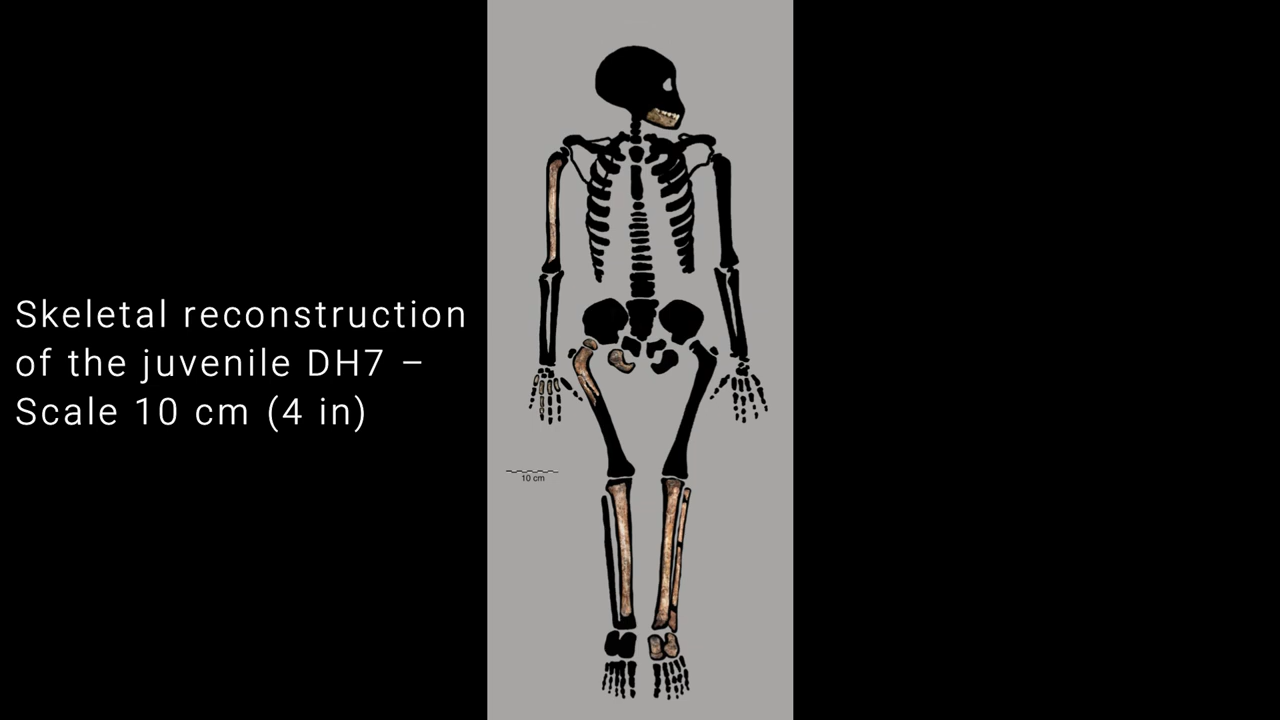 Skeletal reconstruction
of the juvenile DH7 –
Scale 10 cm (4 in)
10 cm